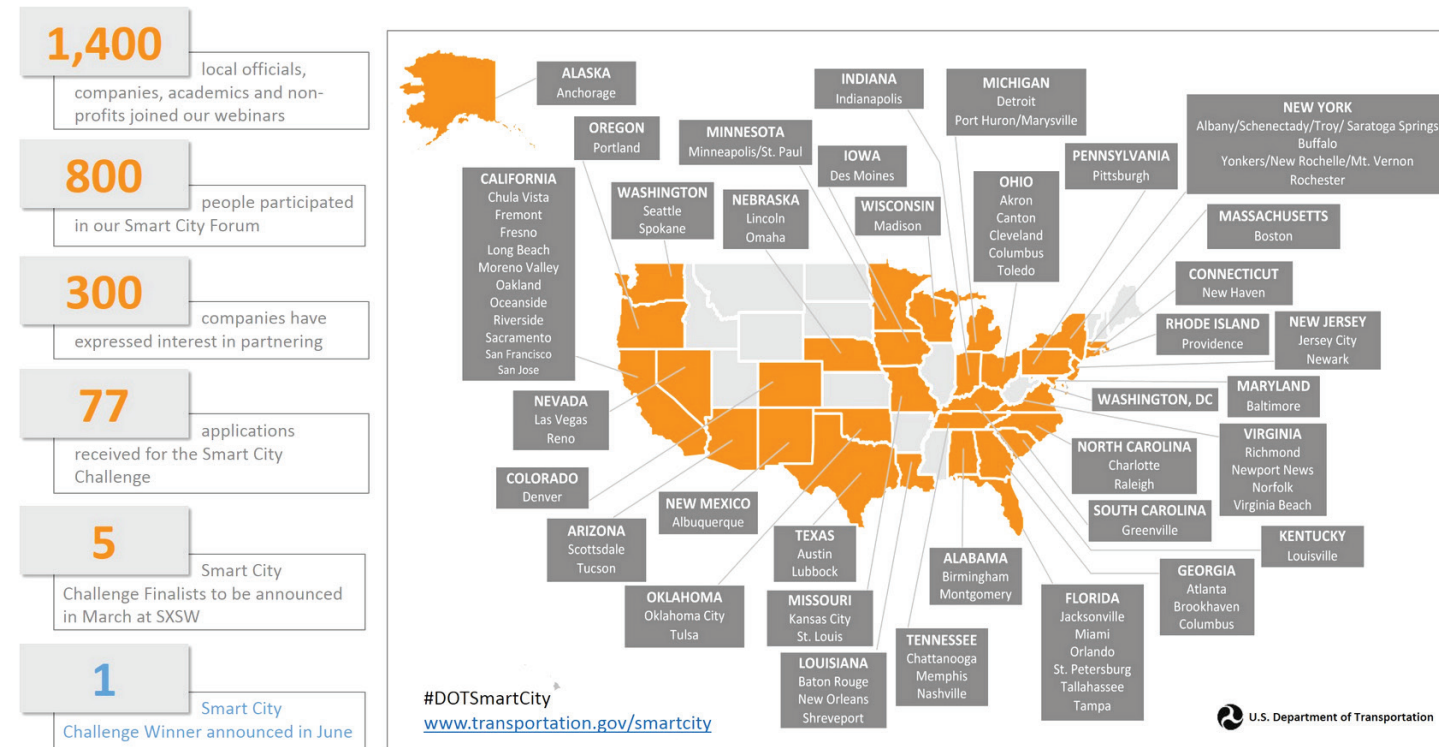 1,400
local officials,
companies, academics and non-
profits joined our webinars
800
people participated
in our Smart City Forum
300
companies have
expressed interest in partnering
77
applications
received for the Smart City
Challenge
5
Smart City
Challenge Finalists to be announced
in March at SXSW
1
Smart City
Challenge Winner announced in June
ALASKA
Anchorage
OREGON
Portland
CALIFORNIA
Chula Vista
Fremont
Fresno
Long Beach
Moreno Valley
Oakland
Oceanside
Riverside
Sacramento
San Francisco
San Jose
WASHINGTON
Seattle
Spokane
MINNESOTA
Minneapolis/St. Paul
NEBRASKA
Lincoln
Omaha
INDIANA
Indianapolis
IOWA
Des Moines
WISCONSIN
Madison
MICHIGAN
Detroit
Port Huron/Marysville
OHIO
Akron
Canton
Cleveland
Columbus
Toledo
PENNSYLVANIA
Pittsburgh
NEW YORK
Albany/Schenectady/Troy/ Saratoga Springs
Buffalo
Yonkers/New Rochelle/Mt. Vernon
Rochester
MASSACHUSETTS
Boston
CONNECTICUT
New Haven
RHODE ISLAND
Providence
NEW JERSEY
Jersey City
Newark
MARYLAND
Baltimore
WASHINGTON, DC
VIRGINIA
Richmond
Newport News
Norfolk
Virginia Beach
NORTH CAROLINA
Charlotte
Raleigh
SOUTH CAROLINA
Greenville
KENTUCKY
Louisville
GEORGIA
Atlanta
Brookhaven
Columbus
NEVADA
Las Vegas
Reno
COLORADO
Denver
ARIZONA
Scottsdale
Tucson
NEW MEXICO
Albuquerque
OKLAHOMA
Oklahoma City
Tulsa
TEXAS
Austin
Lubbock
MISSOURI
Kansas City
St. Louis
LOUISIANA
Baton Rouge
New Orleans
Shreveport
TENNESSEE
Chattanooga
Memphis
Nashville
ALABAMA
Birmingham
Montgomery
FLORIDA
Jacksonville
Miami
Orlando
St. Petersburg
Tallahassee
Tampa
#DOTSmartCity
www.transportation.gov/smartcity
U.S. Department of Transportation